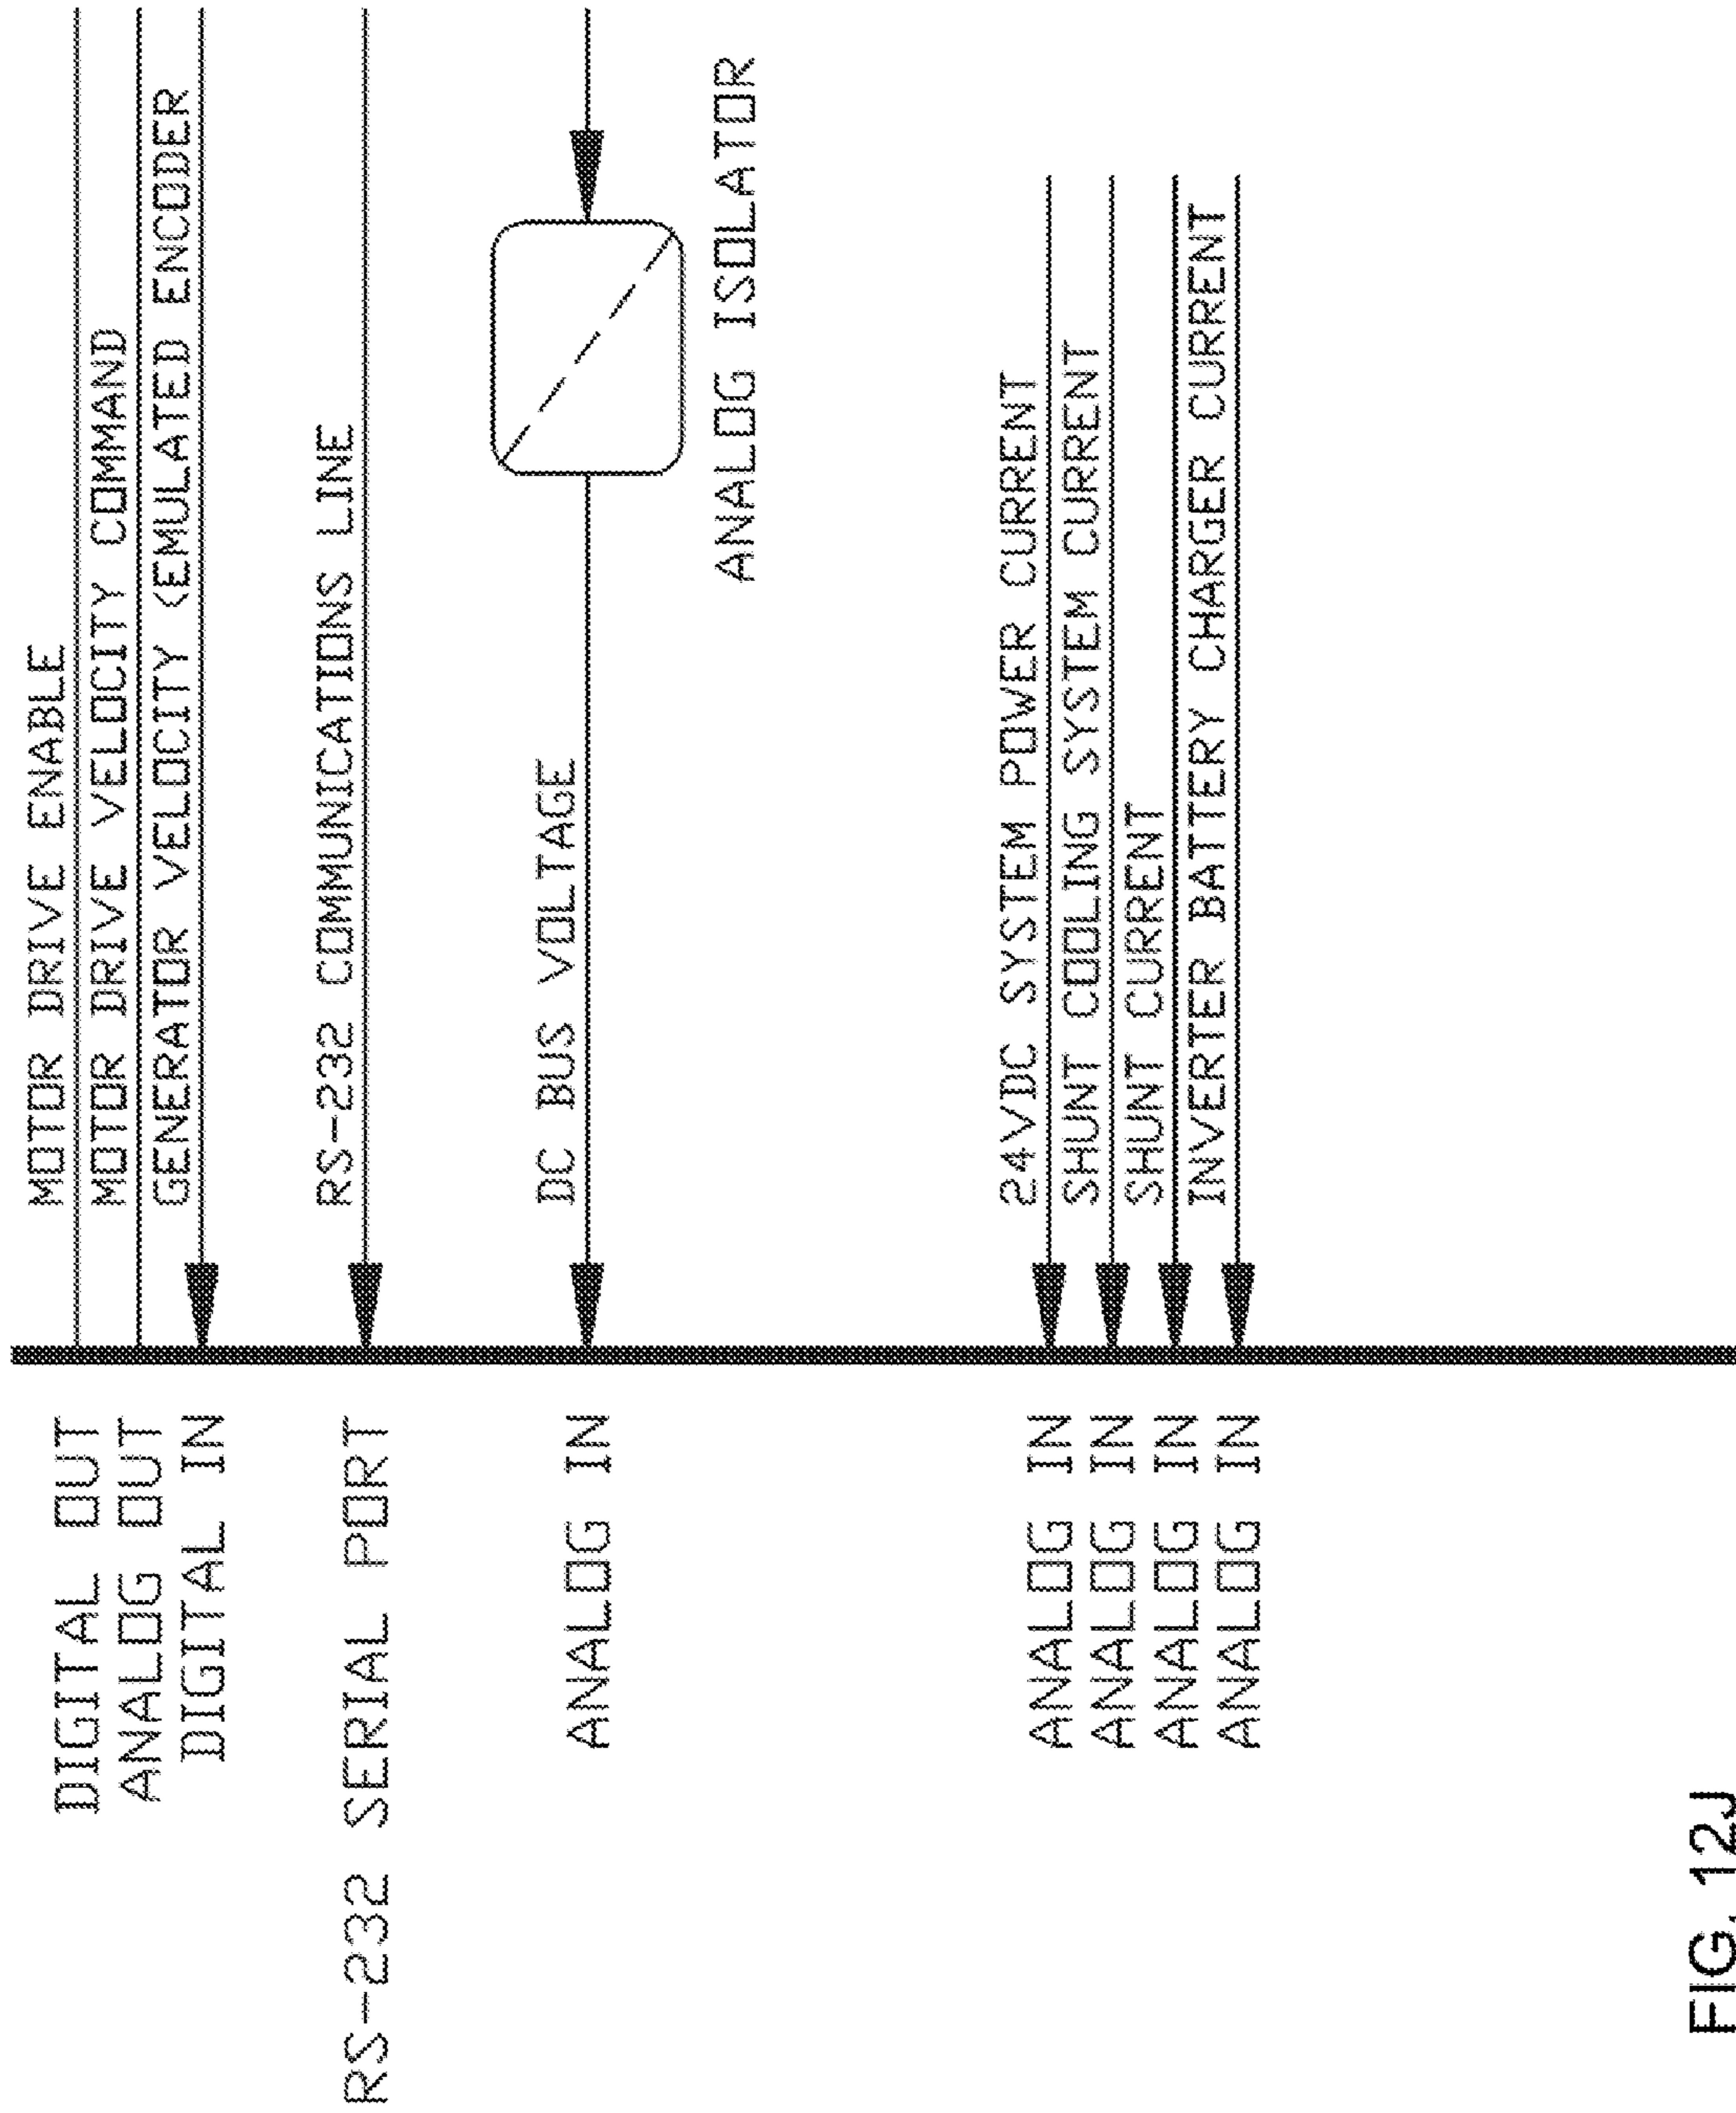 DIGITAL OUT
MOTOR DRIVE ENABLE
ANALOG OUT
MOTOR DRIVE VELOCITY COMMAND
DIGITAL IN
GENERATOR VELOCITY (EMULATED ENCODER
RS-232 SERIAL PORT
RS-232 COMMUNICATIONS LINE
ANALOG IN
DC BUS VOLTAGE
ANALOG ISOLATOR
ANALOG IN
24VDC SYSTEM POWER CURRENT
ANALOG IN
SHUNT COOLING SYSTEM CURRENT
ANALOG IN
SHUNT CURRENT
ANALOG IN
INVERTER BATTERY CHARGER CURRENT
FIG. 12J